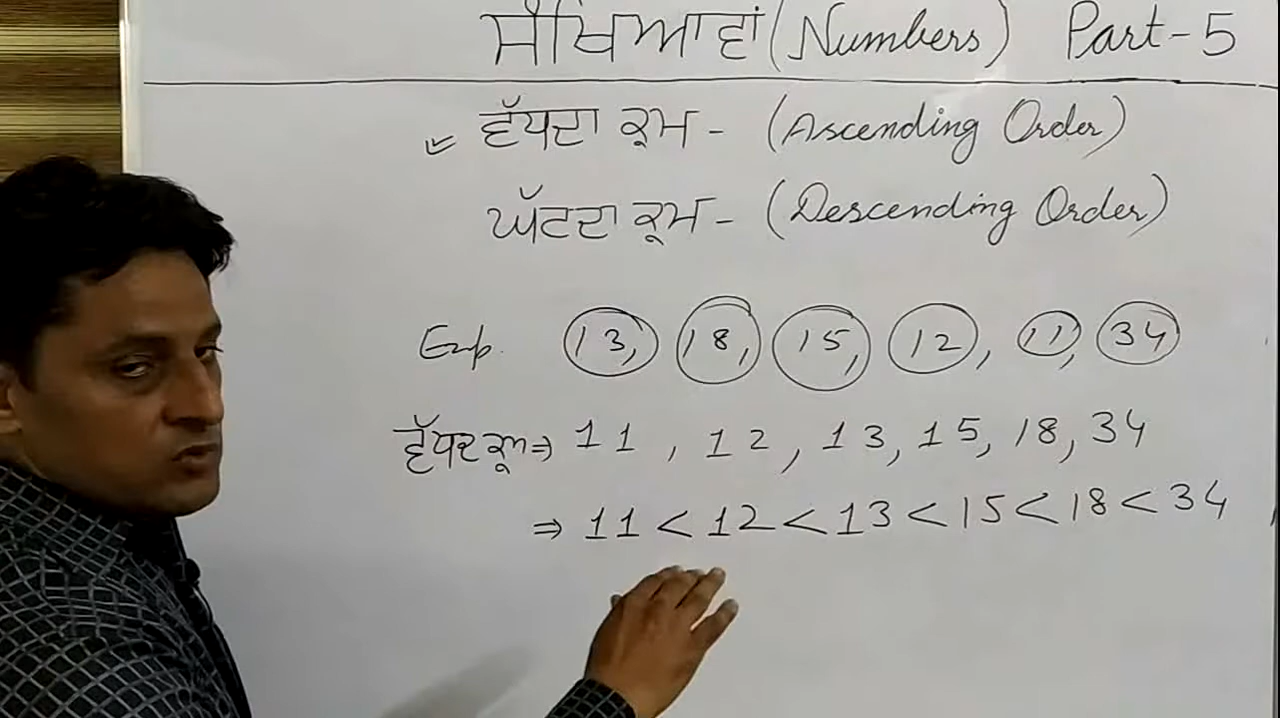 ਸੰਖਿਆਵਾਂ (Numbers) Part-5
ਵੱਧਦਾ ਕ੍ਰਮ - (Ascending Order)
ਘੱਟਦਾ ਕ੍ਰਮ - (Descending Order)
Exp. 13, 18, 15, 12, 11, 34
ਵੱਧਦਾ ਕ੍ਰਮ ⇒ 11, 12, 13, 15, 18, 34
⇒ 11 < 12 < 13 < 15 < 18 < 34